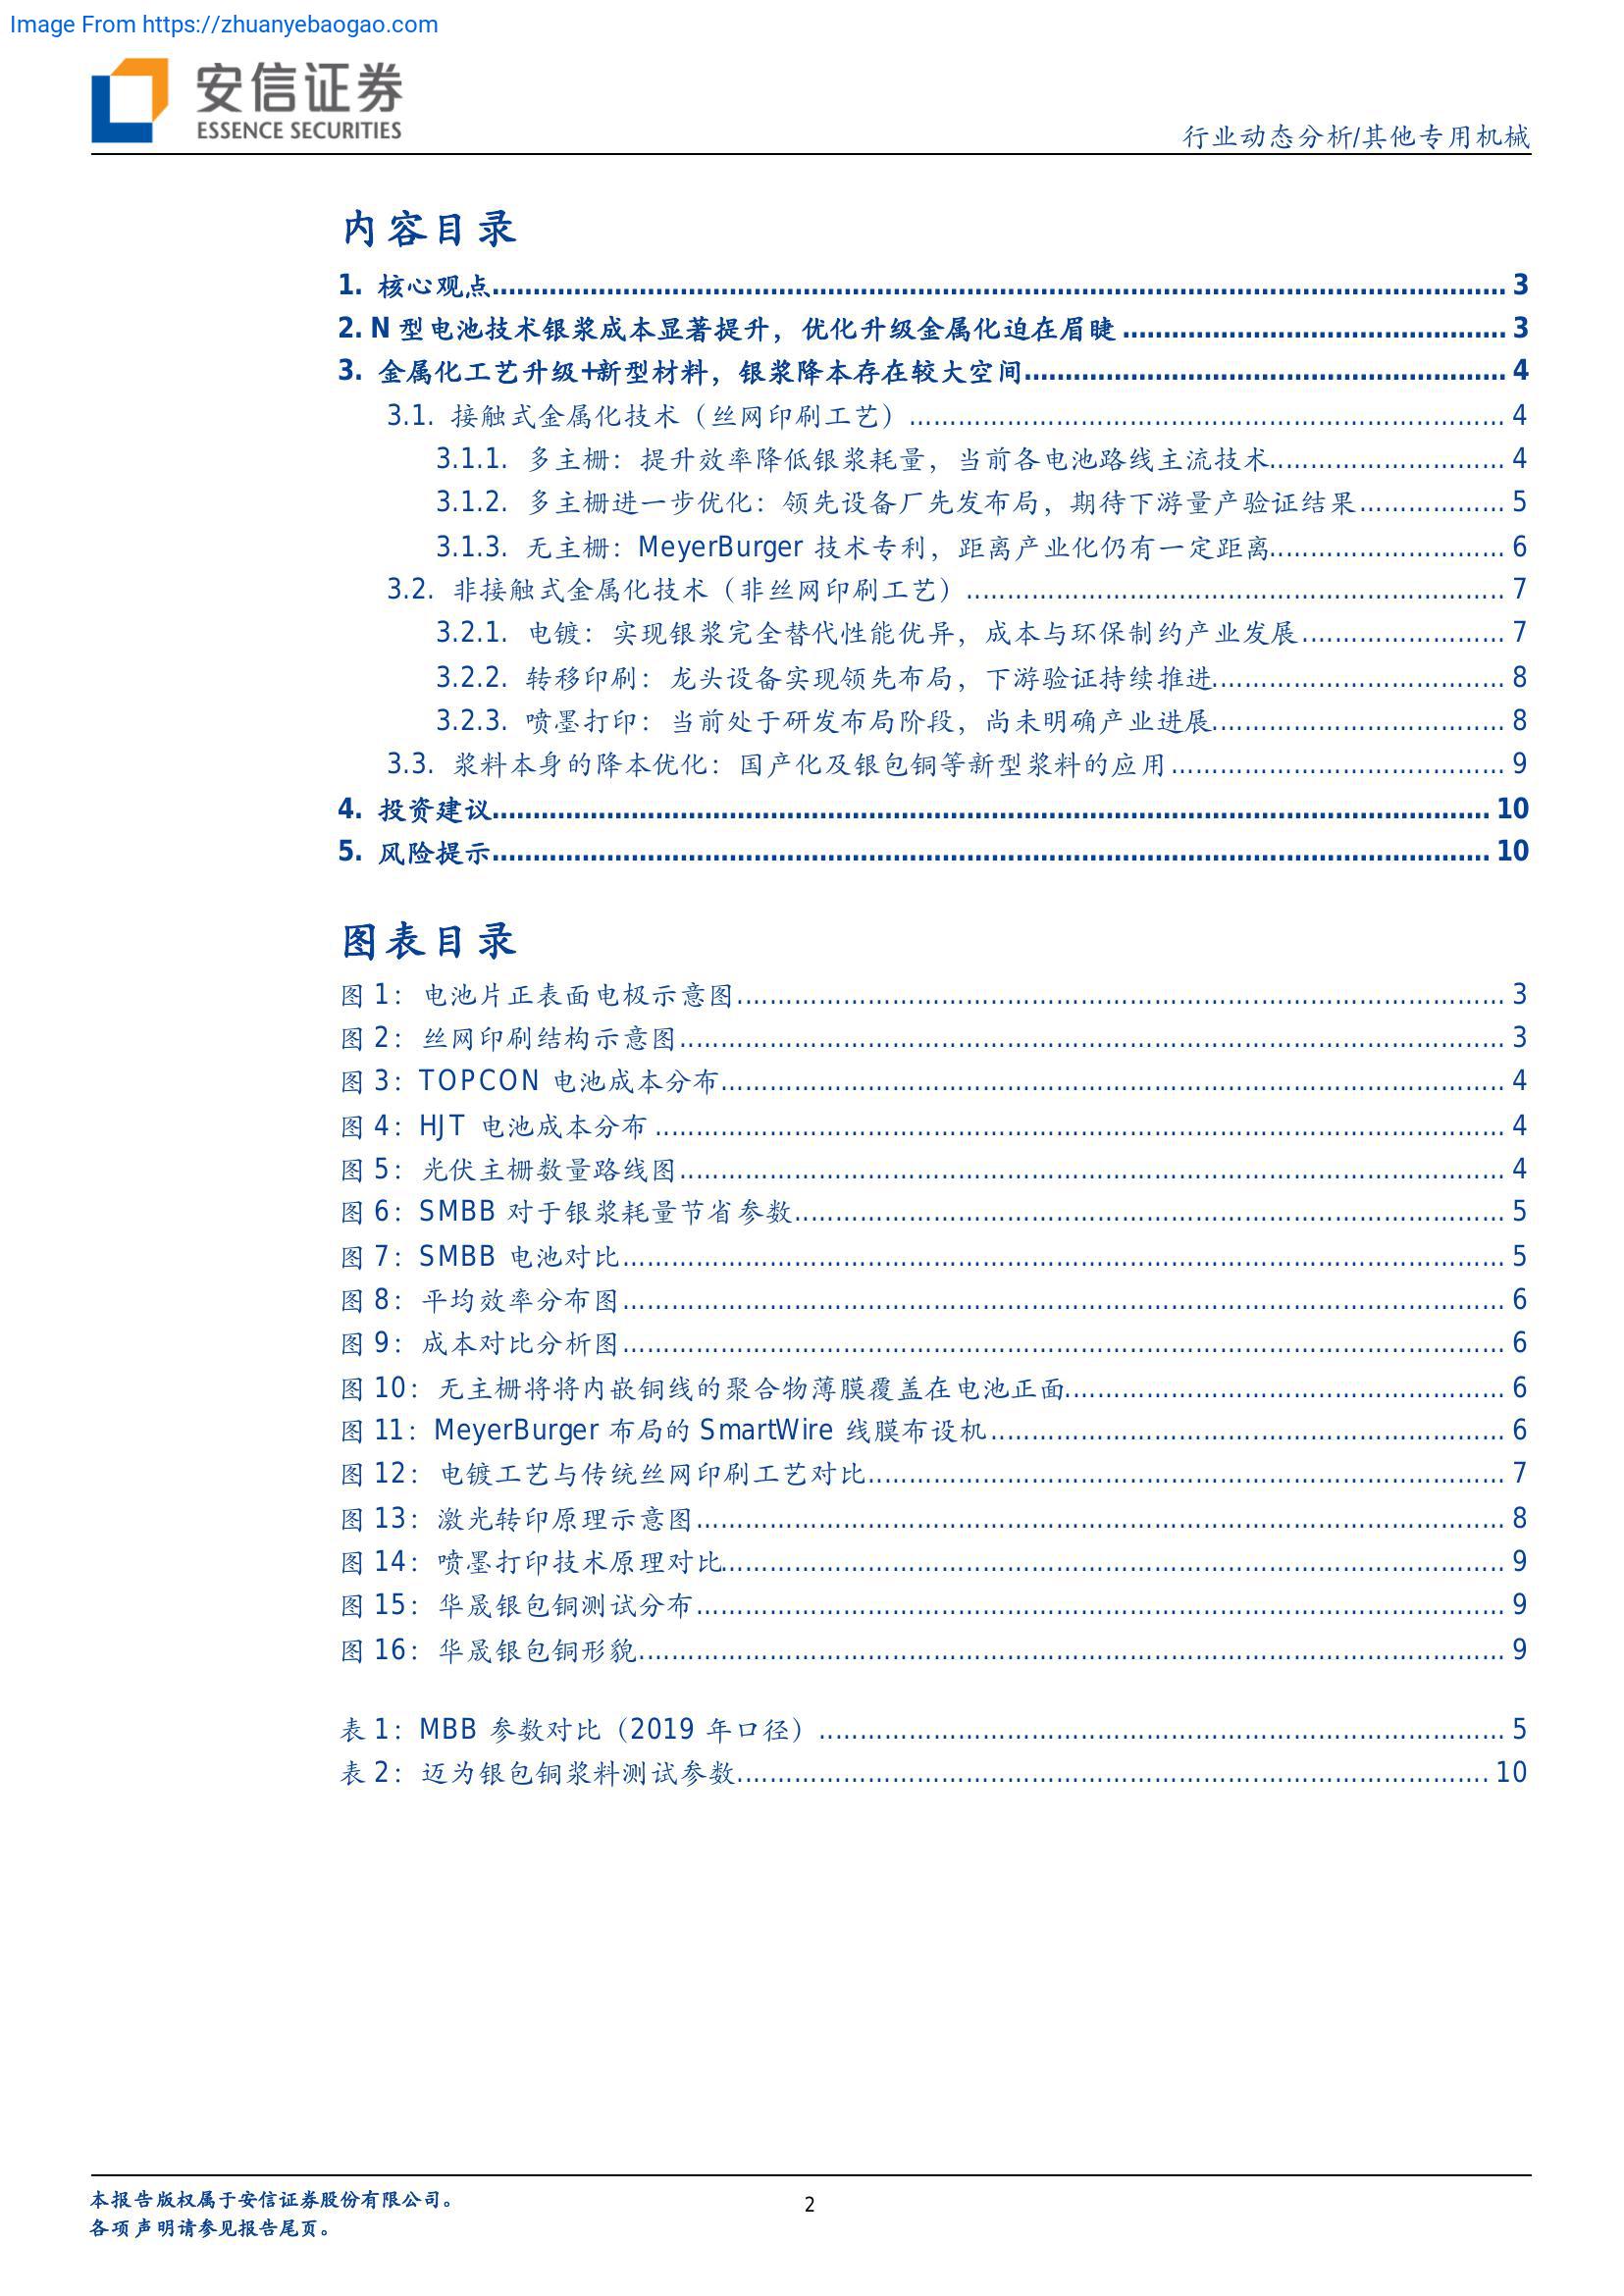 Image From https://zhuanyebaogao.com
安信证券
ESSENCE SECURITIES
行业动态分析/其他专用机械
内容目录
1. 核心观点........ 3
2. N 型电池技术银浆成本显著提升，优化升级金属化迫在眉睫........ 3
3. 金属化工艺升级+新型材料，银浆降本存在较大空间........ 4
3.1. 接触式金属化技术（丝网印刷工艺）........ 4
3.1.1. 多主栅：提升效率降低银浆耗量，当前各电池路线主流技术........ 4
3.1.2. 多主栅进一步优化：领先设备厂先发布局，期待下游量产验证结果........ 5
3.1.3. 无主栅：MeyerBurger 技术专利，距离产业化仍有一定距离........ 6
3.2. 非接触式金属化技术（非丝网印刷工艺）........ 7
3.2.1. 电镀：实现银浆完全替代性能优异，成本与环保制约产业发展........ 7
3.2.2. 转移印刷：龙头设备实现领先布局，下游验证持续推进........ 8
3.2.3. 喷墨打印：当前处于研发布局阶段，尚未明确产业进展........ 8
3.3. 浆料本身的降本优化：国产化及银包铜等新型浆料的应用........ 9
4. 投资建议........ 10
5. 风险提示........ 10
图表目录
图 1：电池片正表面电极示意图........ 3
图 2：丝网印刷结构示意图........ 3
图 3：TOPCON 电池成本分布........ 4
图 4：HJT 电池成本分布........ 4
图 5：光伏主栅数量路线图........ 4
图 6：SMBB 对于银浆耗量节省参数........ 5
图 7：SMBB 电池对比........ 5
图 8：平均效率分布图........ 6
图 9：成本对比分析图........ 6
图 10：无主栅将将内嵌铜线的聚合物薄膜覆盖在电池正面........ 6
图 11：MeyerBurger 布局的 SmartWire 线膜布设机........ 6
图 12：电镀工艺与传统丝网印刷工艺对比........ 7
图 13：激光转印原理示意图........ 8
图 14：喷墨打印技术原理对比........ 9
图 15：华晟银包铜测试分布........ 9
图 16：华晟银包铜形貌........ 9
表 1：MBB 参数对比（2019 年口径）........ 5
表 2：迈为银包铜浆料测试参数........ 10
本报告版权属于安信证券股份有限公司。
各项声明请参见报告尾页。
2